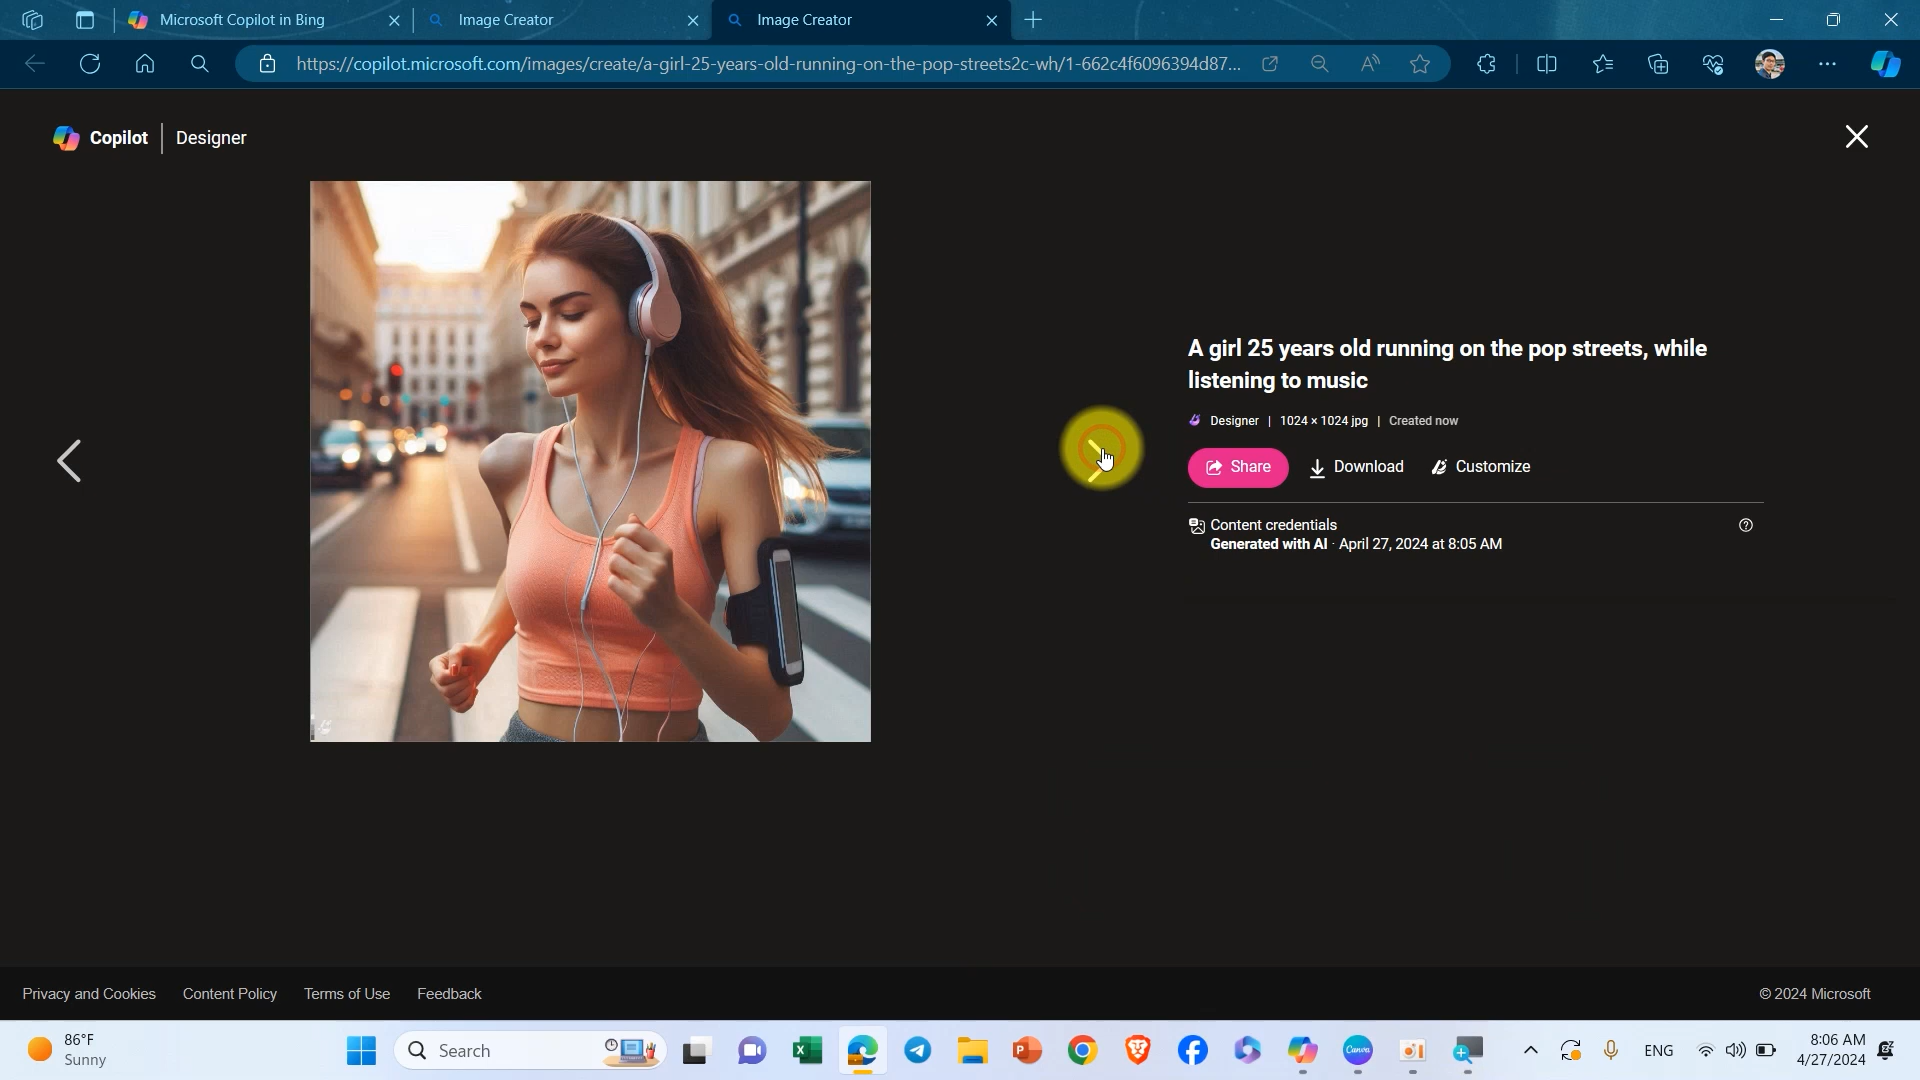 Microsoft Copilot in Bing
Image Creator
Image Creator
https://copilot.microsoft.com/images/create/a-girl-25-years-old-running-on-the-pop-streets2c-wh/1-662c4f6096394d87...
Copilot | Designer
A girl 25 years old running on the pop streets, while
listening to music
Designer | 1024 × 1024 jpg | Created now
Share
Download
Customize
Content credentials
Generated with AI · April 27, 2024 at 8:05 AM
Privacy and Cookies
Content Policy
Terms of Use
Feedback
© 2024 Microsoft
86°F
Sunny
Search
Canva
ENG
8:06 AM
4/27/2024